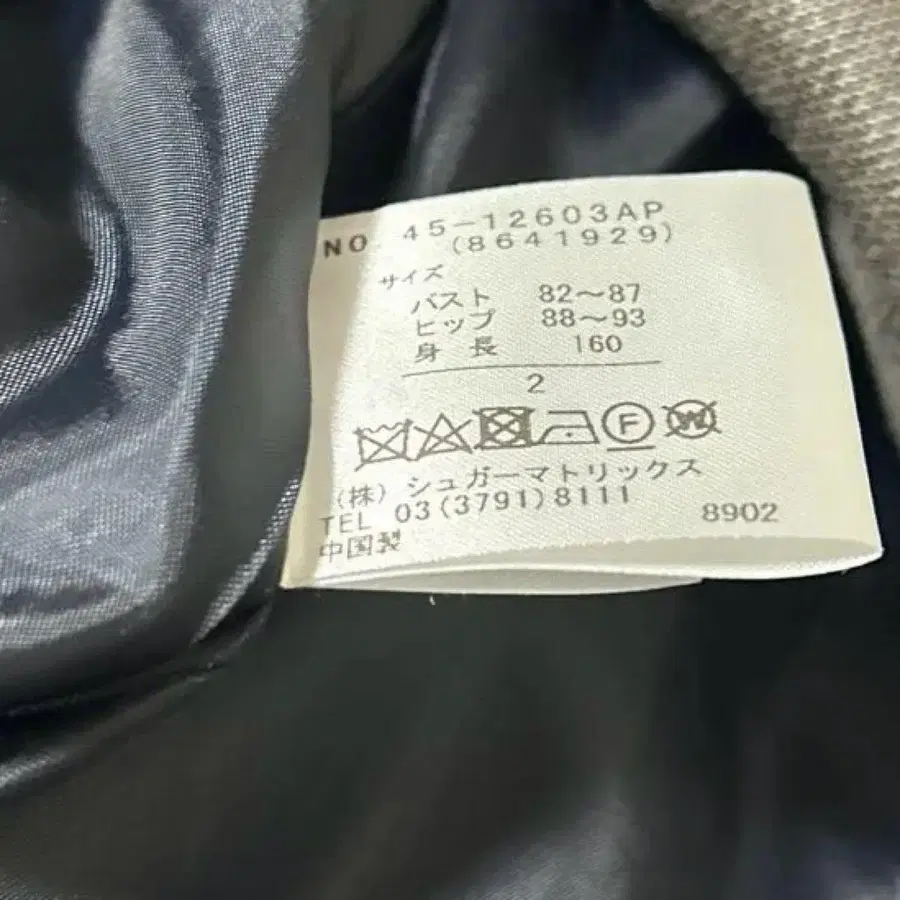 NO. 45-12603AP
(8641929)
サイズ
バスト 82〜87
ヒップ 88〜93
身長 160
2
F W
(株) シュガーマトリックス
TEL 03(3791)8111
8902
中国製